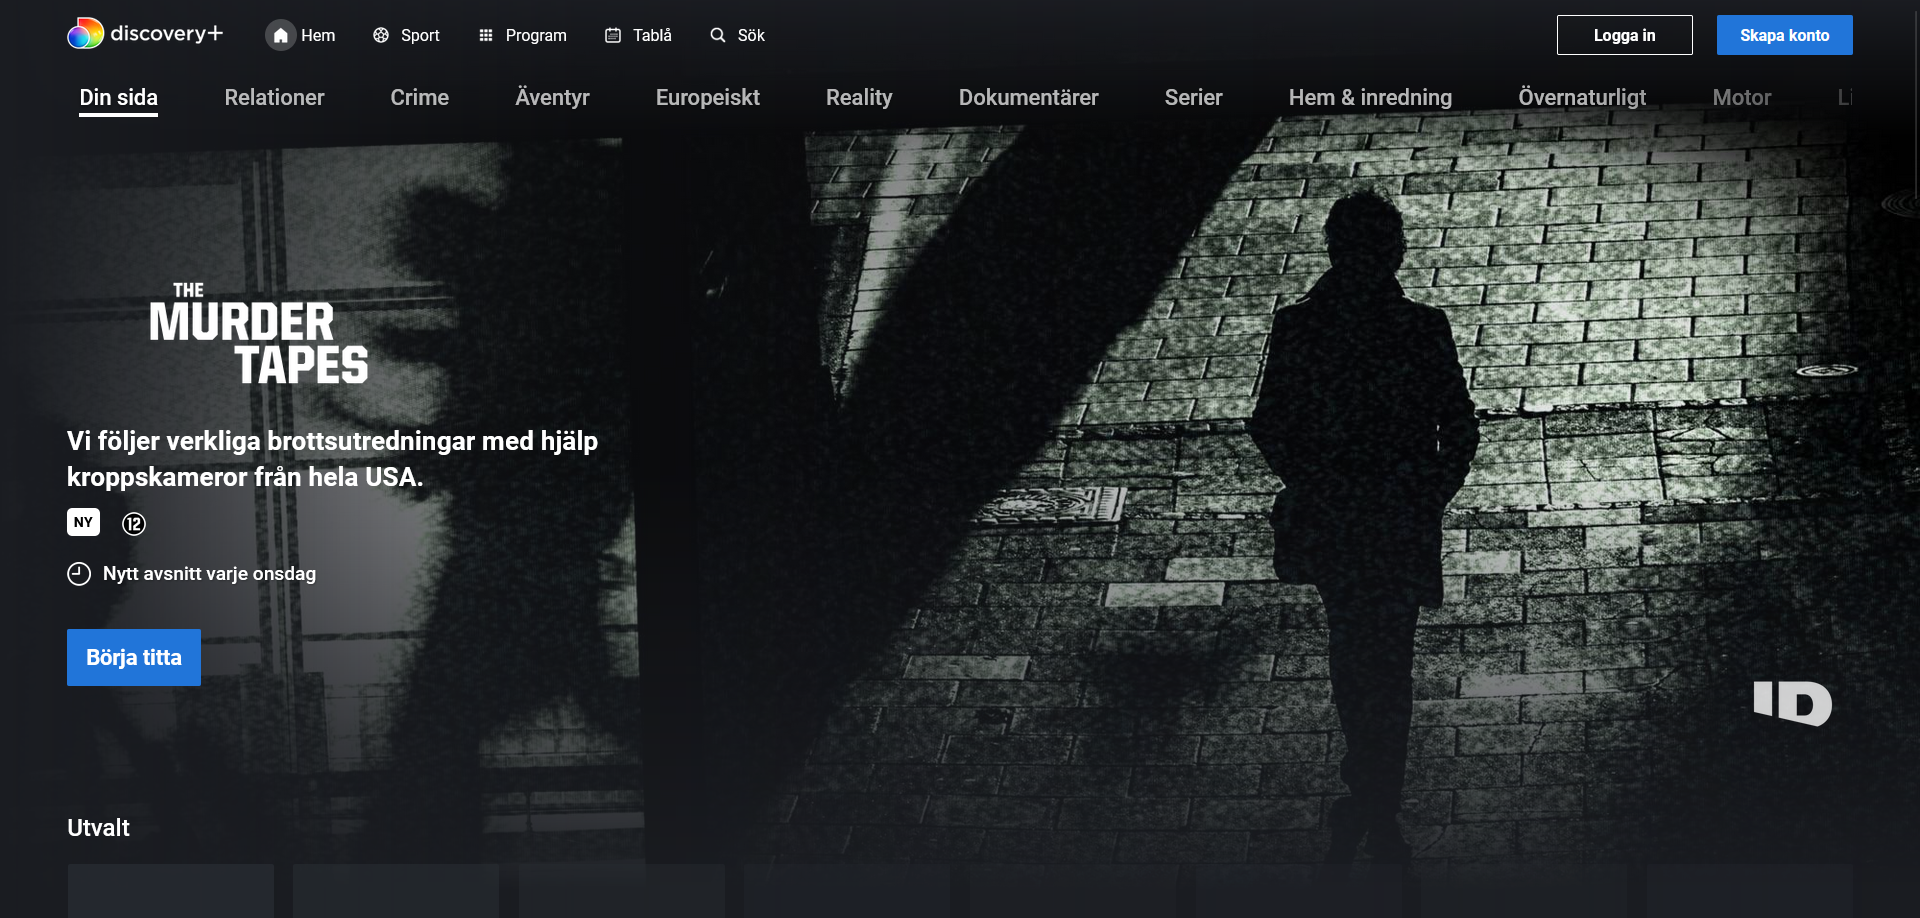 discovery+
Hem
Sport
Program
Tablå
Sök
Logga in
Skapa konto
Din sida
Relationer
Crime
Äventyr
Europeiskt
Reality
Dokumentärer
Serier
Hem & inredning
Övernaturligt
Motor
Li
THE
MURDER
TAPES
Vi följer verkliga brottsutredningar med hjälp
kroppskameror från hela USA.
NY
12
Nytt avsnitt varje onsdag
Börja titta
ID
Utvalt